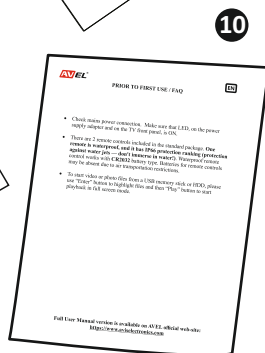 10
AVEL
PRIOR TO FIRST USE / FAQ
EN
• Check mains power connection. Make sure that LED, on the power
supply adapter and on the TV front panel, is ON.
• There are 2 remote controls included in the standard package. One
remote is waterproof, and it has IP66 protection ranking (protection
against water jets — don't immerse in water!). Waterproof remote
control works with CR2032 battery type. Batteries for remote controls
may be absent due to air transportation restrictions.
• To start video or photo files from a USB memory stick or HDD, please
use "Enter" button to highlight files and then "Play" button to start
playback in full screen mode.
Full User Manual version is available on AVEL official web-site:
https://www.avelectronics.com